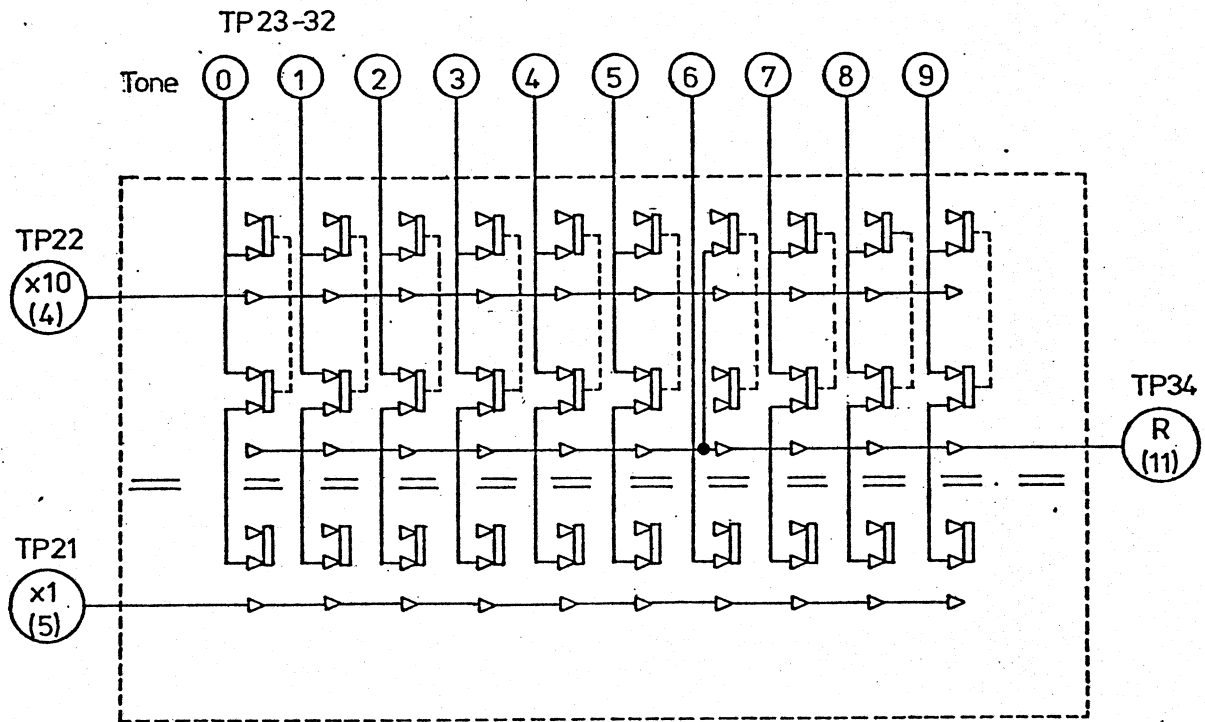 TP23-32
Tone 0 1 2 3 4 5 6 7 8 9
TP22
x10
(4)
TP34
R
(11)
TP21
x1
(5)